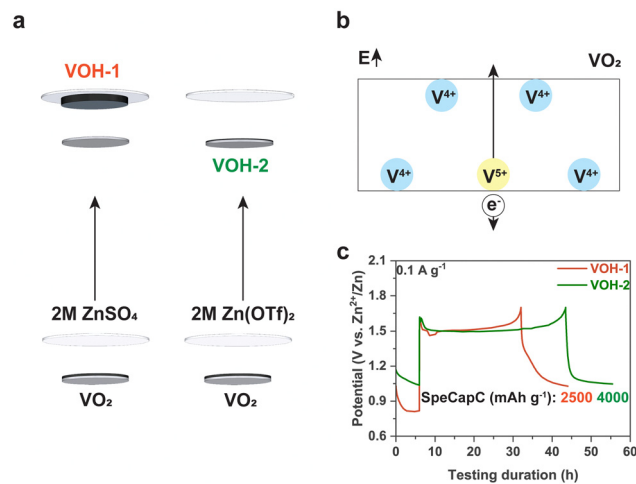 a
VOH-1
VOH-2
2M ZnSO₄
2M Zn(OTf)₂
VO₂
VO₂
b
E
VO₂
V⁴⁺
V⁴⁺
V⁴⁺
V⁵⁺
V⁴⁺
e⁻
c
0.1 A g⁻¹
VOH-1
VOH-2
2.1
1.8
1.5
1.2
0.9
0.6
Potential (V vs. Zn²⁺/Zn)
SpeCapC (mAh g⁻¹): 2500 4000
0 10 20 30 40 50 60
Testing duration (h)